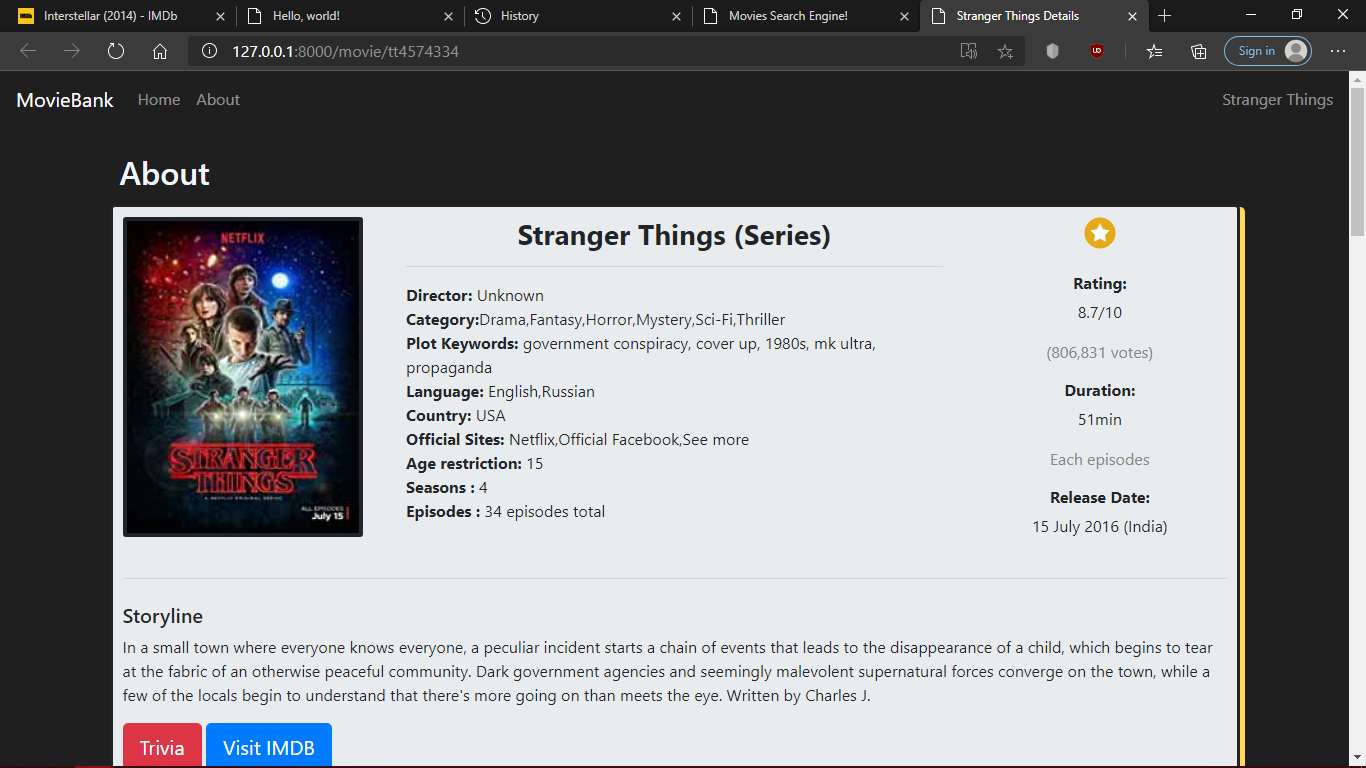 Interstellar (2014) - IMDb
Hello, world!
History
Movies Search Engine!
Stranger Things Details
127.0.0.1:8000/movie/tt4574334
Sign in
MovieBank Home About Stranger Things
About
NETFLIX
STRANGER
THINGS
A NETFLIX ORIGINAL SERIES
ALL EPISODES
July 15
Stranger Things (Series)
Director: Unknown
Category:Drama,Fantasy,Horror,Mystery,Sci-Fi,Thriller
Plot Keywords: government conspiracy, cover up, 1980s, mk ultra,
propaganda
Language: English,Russian
Country: USA
Official Sites: Netflix,Official Facebook,See more
Age restriction: 15
Seasons : 4
Episodes : 34 episodes total
Rating:
8.7/10
(806,831 votes)
Duration:
51min
Each episodes
Release Date:
15 July 2016 (India)
Storyline
In a small town where everyone knows everyone, a peculiar incident starts a chain of events that leads to the disappearance of a child, which begins to tear
at the fabric of an otherwise peaceful community. Dark government agencies and seemingly malevolent supernatural forces converge on the town, while a
few of the locals begin to understand that there's more going on than meets the eye. Written by Charles J.
Trivia Visit IMDB